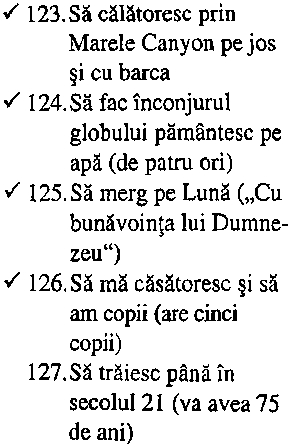 ✓ 123. Să călătoresc prin
Marele Canyon pe jos
şi cu barca
✓ 124. Să fac înconjurul
globului pământesc pe
apă (de patru ori)
✓ 125. Să merg pe Lună („Cu
bunăvoinţa lui Dumne-
zeu“)
✓ 126. Să mă căsătoresc şi să
am copii (are cinci
copii)
127. Să trăiesc până în
secolul 21 (va avea 75
de ani)